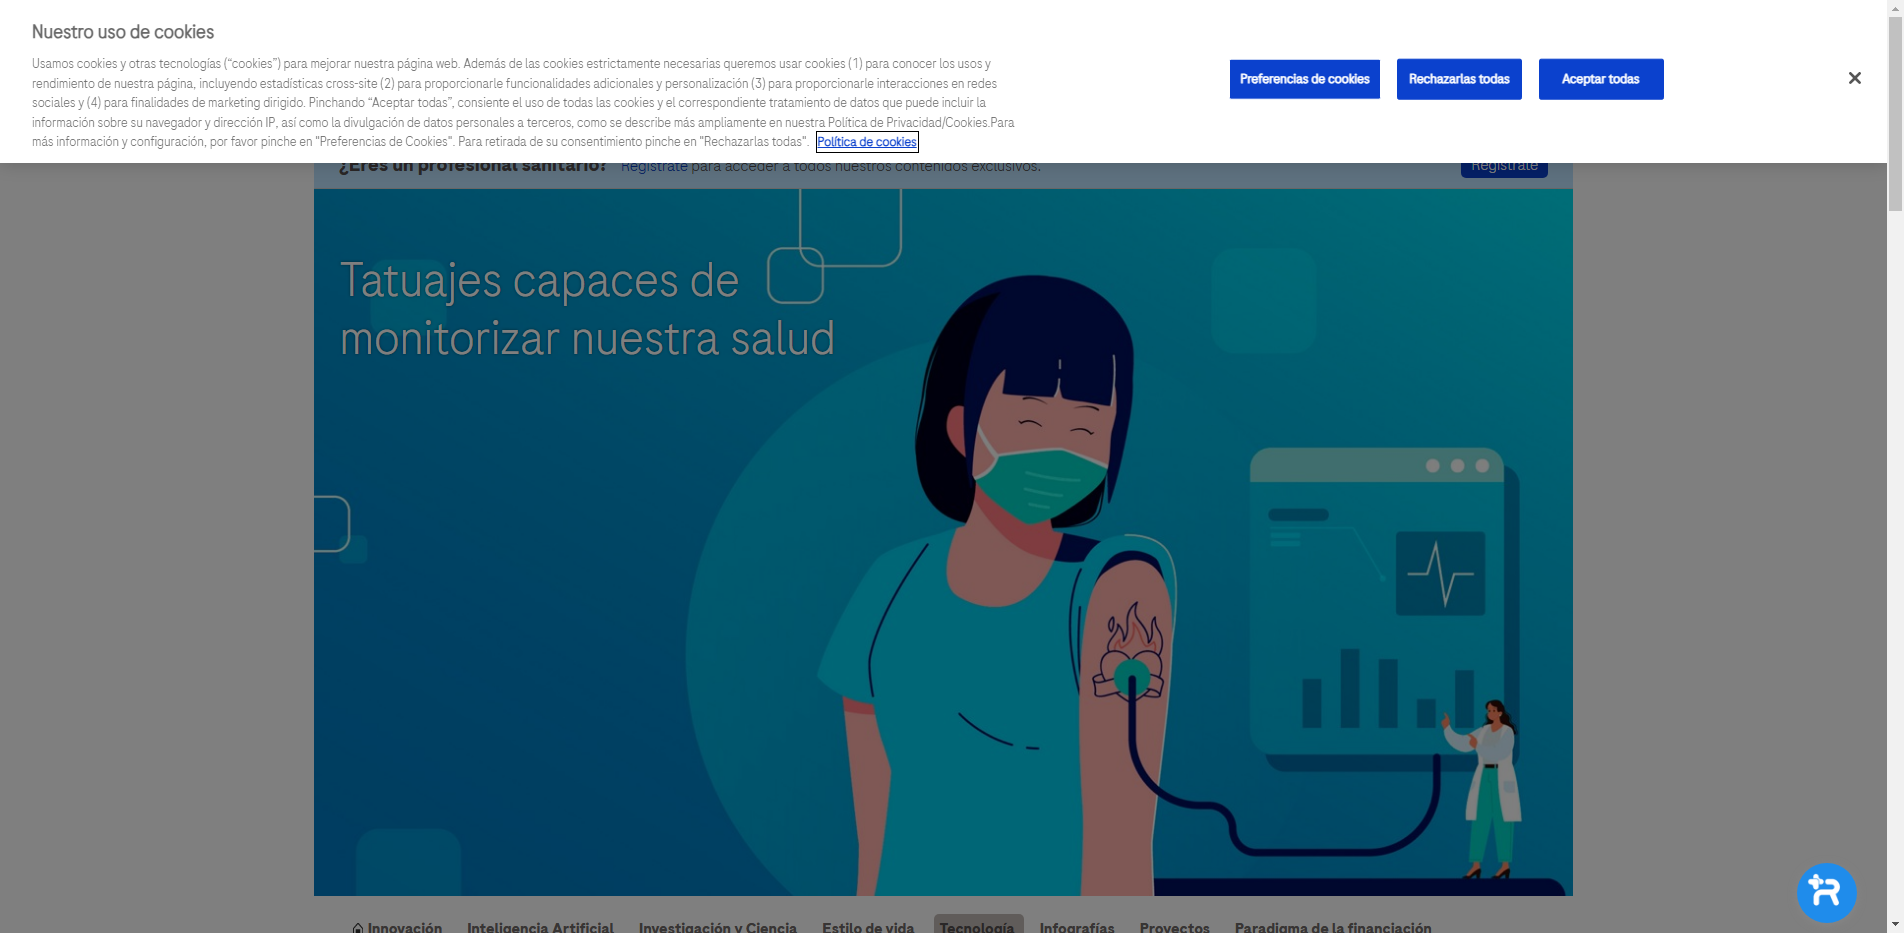 Nuestro uso de cookies
Usamos cookies y otras tecnologías (“cookies”) para mejorar nuestra página web. Además de las cookies estrictamente necesarias queremos usar cookies (1) para conocer los usos y
rendimiento de nuestra página, incluyendo estadísticas cross-site (2) para proporcionarle funcionalidades adicionales y personalización (3) para proporcionarle interacciones en redes
sociales y (4) para finalidades de marketing dirigido. Pinchando “Aceptar todas”, consiente el uso de todas las cookies y el correspondiente tratamiento de datos que puede incluir la
información sobre su navegador y dirección IP, así como la divulgación de datos personales a terceros, como se describe más ampliamente en nuestra Política de Privacidad/Cookies.Para
más información y configuración, por favor pinche en "Preferencias de Cookies". Para retirada de su consentimiento pinche en "Rechazarlas todas". Política de cookies
Preferencias de cookies Rechazarlas todas Aceptar todas
¿Eres un profesional sanitario? Regístrate para acceder a todos nuestros contenidos exclusivos. Regístrate
Tatuajes capaces de
monitorizar nuestra salud
Innovación Inteligencia Artificial Investigación y Ciencia Estilo de vida Tecnología Infografías Proyectos Paradigma de la financiación